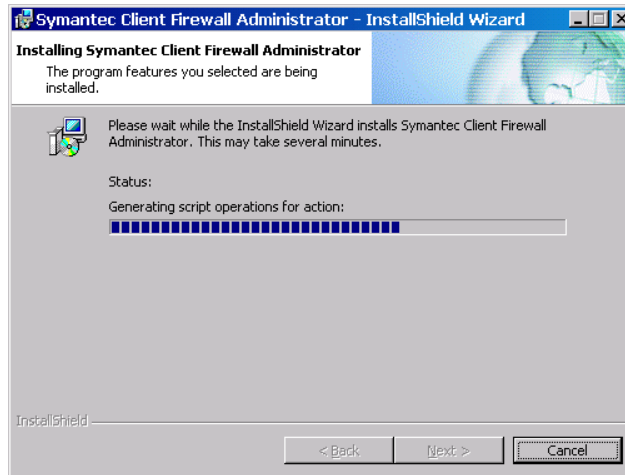 Symantec Client Firewall Administrator - InstallShield Wizard
Installing Symantec Client Firewall Administrator
The program features you selected are being
installed.
Please wait while the InstallShield Wizard installs Symantec Client Firewall
Administrator. This may take several minutes.
Status:
Generating script operations for action:
InstallShield
< Back
Next >
Cancel